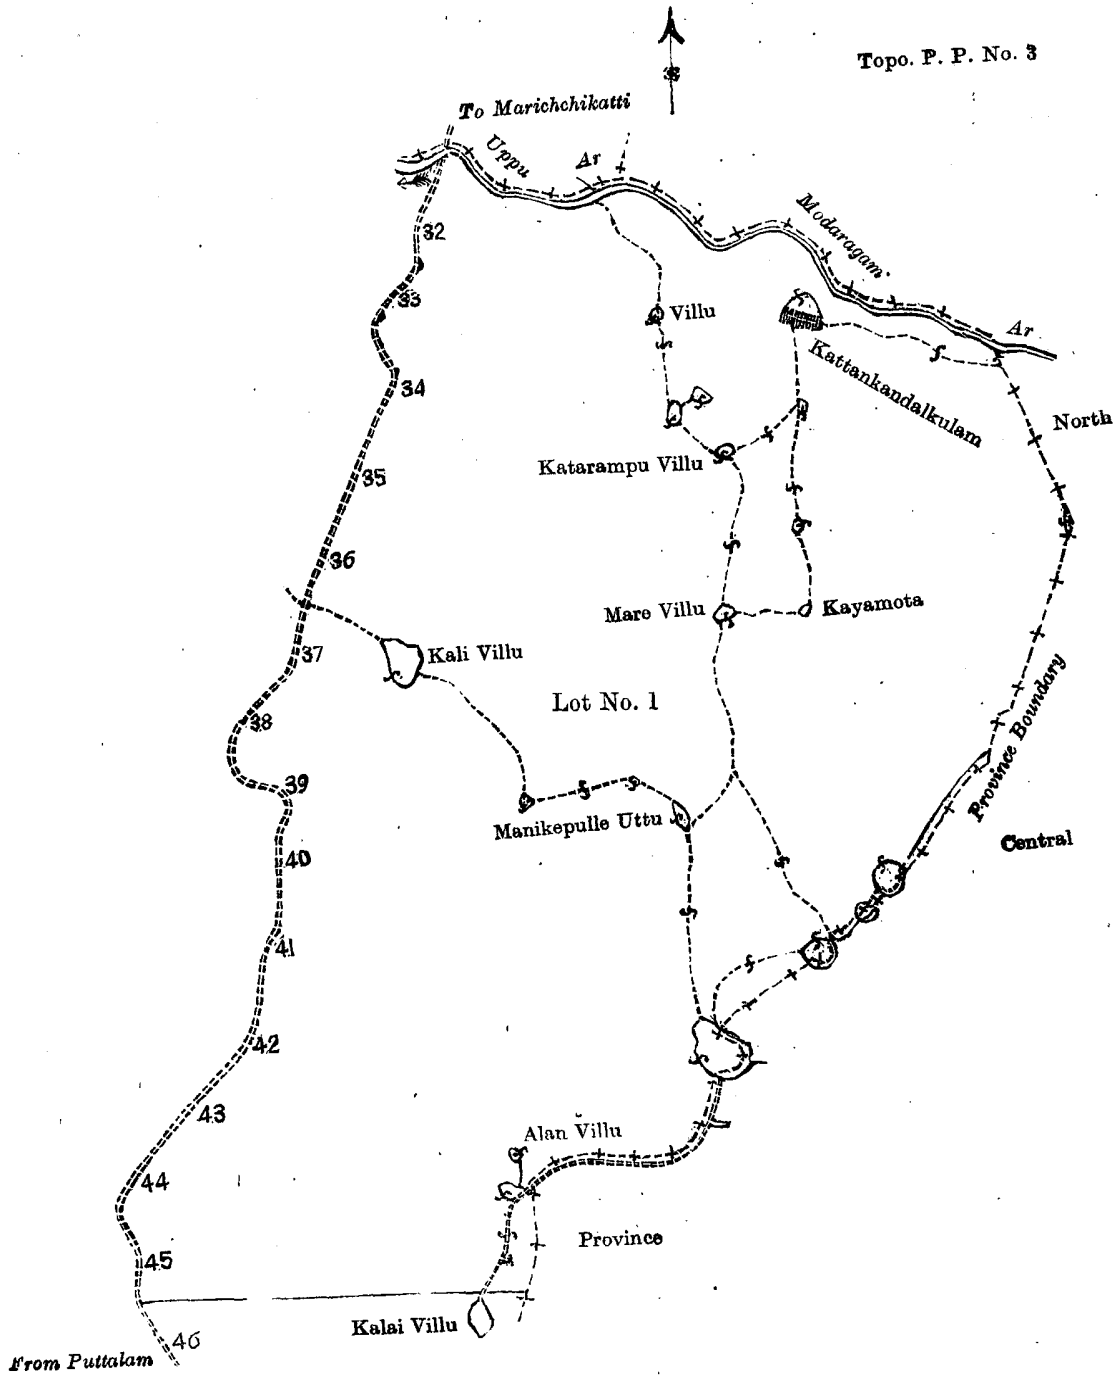 Topo. P. P. No. 3
To Marichchikatti
Uppu Ar
Modaragam Ar
32
33
Villu
34
Kattankandalkulam
North
Katarampu Villu
35
36
Mare Villu
Kayamota
37
Kali Villu
Lot No. 1
38
39
Manikepulle Uttu
Province Boundary
Central
40
41
42
43
Alan Villu
44
Province
45
Kalai Villu
46
From Puttalam